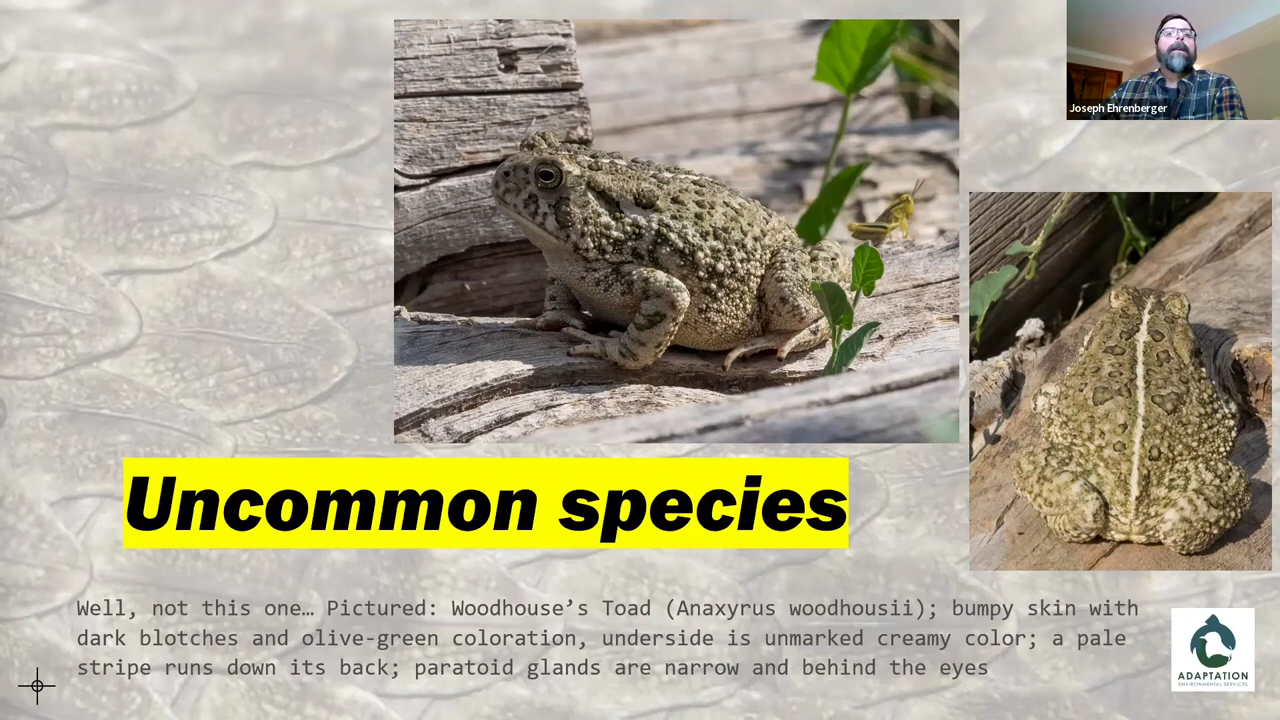 Joseph Ehrenberger
Uncommon species
Well, not this one… Pictured: Woodhouse’s Toad (Anaxyrus woodhousii); bumpy skin with
dark blotches and olive-green coloration, underside is unmarked creamy color; a pale
stripe runs down its back; paratoid glands are narrow and behind the eyes
ADAPTATION
ENVIRONMENTAL SERVICES